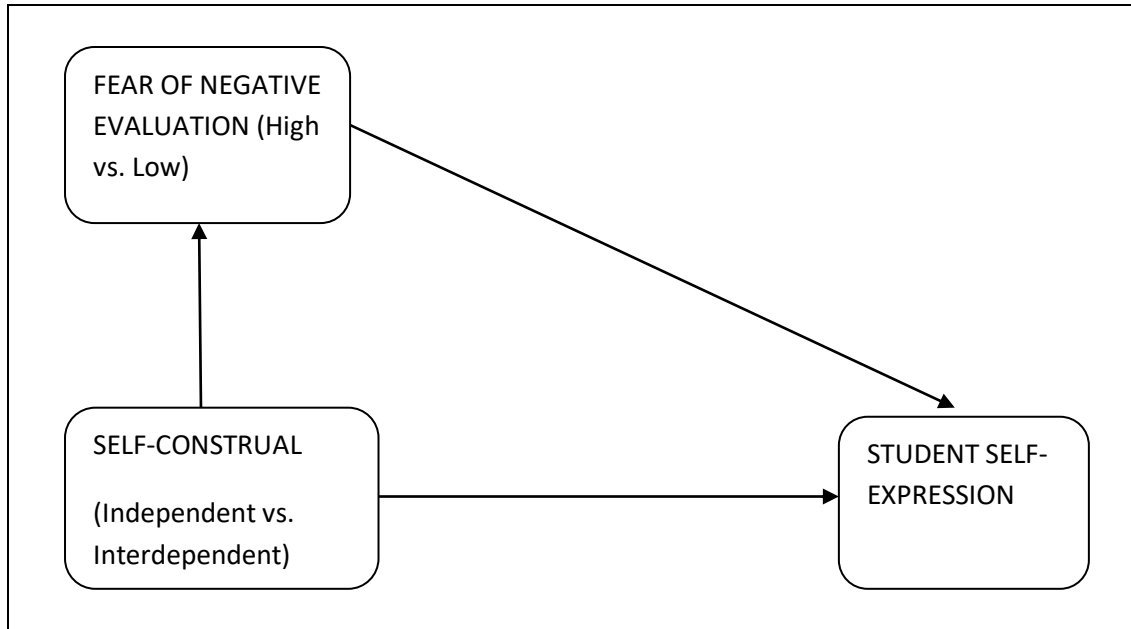 FEAR OF NEGATIVE
EVALUATION (High
vs. Low)
SELF-CONSTRUAL
(Independent vs.
Interdependent)
STUDENT SELF-
EXPRESSION